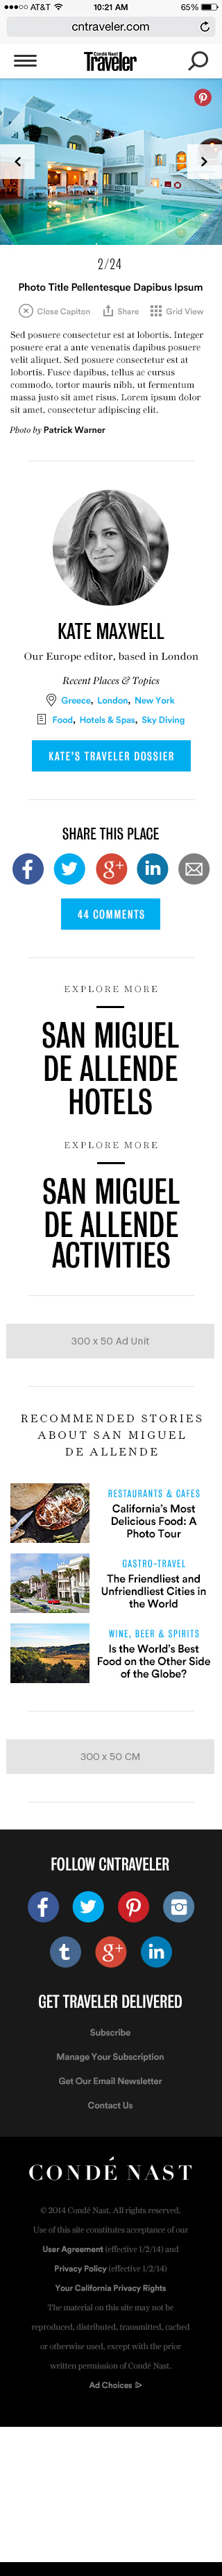 AT&T 10:21 AM 65%
cntraveler.com
Condé Nast
Traveler
2/24
Photo Title Pellentesque Dapibus Ipsum
Close Capiton Share Grid View
Sed posuere consectetur est at lobortis. Integer
posuere erat a ante venenatis dapibus posuere
velit aliquet. Sed posuere consectetur est at
lobortis. Fusce dapibus, tellus ac cursus
commodo, tortor mauris nibh, ut fermentum
massa justo sit amet risus. Lorem ipsum dolor
sit amet, consectetur adipiscing elit.
Photo by Patrick Warner
KATE MAXWELL
Our Europe editor, based in London
Recent Places & Topics
Greece, London, New York
Food, Hotels & Spas, Sky Diving
KATE'S TRAVELER DOSSIER
SHARE THIS PLACE
f g+ in
44 COMMENTS
EXPLORE MORE
SAN MIGUEL
DE ALLENDE
HOTELS
EXPLORE MORE
SAN MIGUEL
DE ALLENDE
ACTIVITIES
300 x 50 Ad Unit
RECOMMENDED STORIES
ABOUT SAN MIGUEL
DE ALLENDE
RESTAURANTS & CAFES
California's Most
Delicious Food: A
Photo Tour
GASTRO-TRAVEL
The Friendliest and
Unfriendliest Cities in
the World
WINE, BEER & SPIRITS
Is the World's Best
Food on the Other Side
of the Globe?
300 x 50 CM
FOLLOW CNTRAVELER
f
t g+ in
GET TRAVELER DELIVERED
Subscribe
Manage Your Subscription
Get Our Email Newsletter
Contact Us
CONDÉ NAST
© 2014 Condé Nast. All rights reserved.
Use of this site constitutes acceptance of our
User Agreement (effective 1/2/14) and
Privacy Policy (effective 1/2/14)
Your California Privacy Rights
The material on this site may not be
reproduced, distributed, transmitted, cached
or otherwise used, except with the prior
written permission of Condé Nast.
Ad Choices